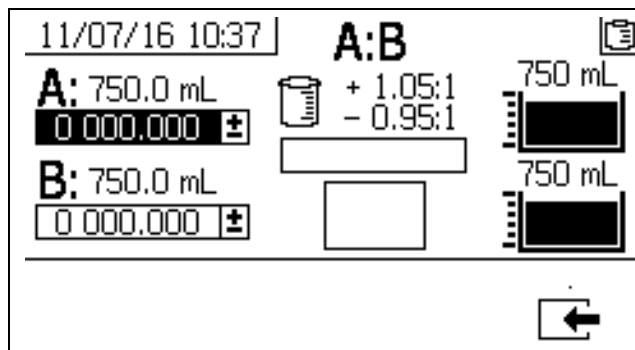 11/07/16 10:37
A:B
A: 750.0 mL
0 000.000 ±
+ 1.05:1
- 0.95:1
750 mL
B: 750.0 mL
0 000.000 ±
750 mL